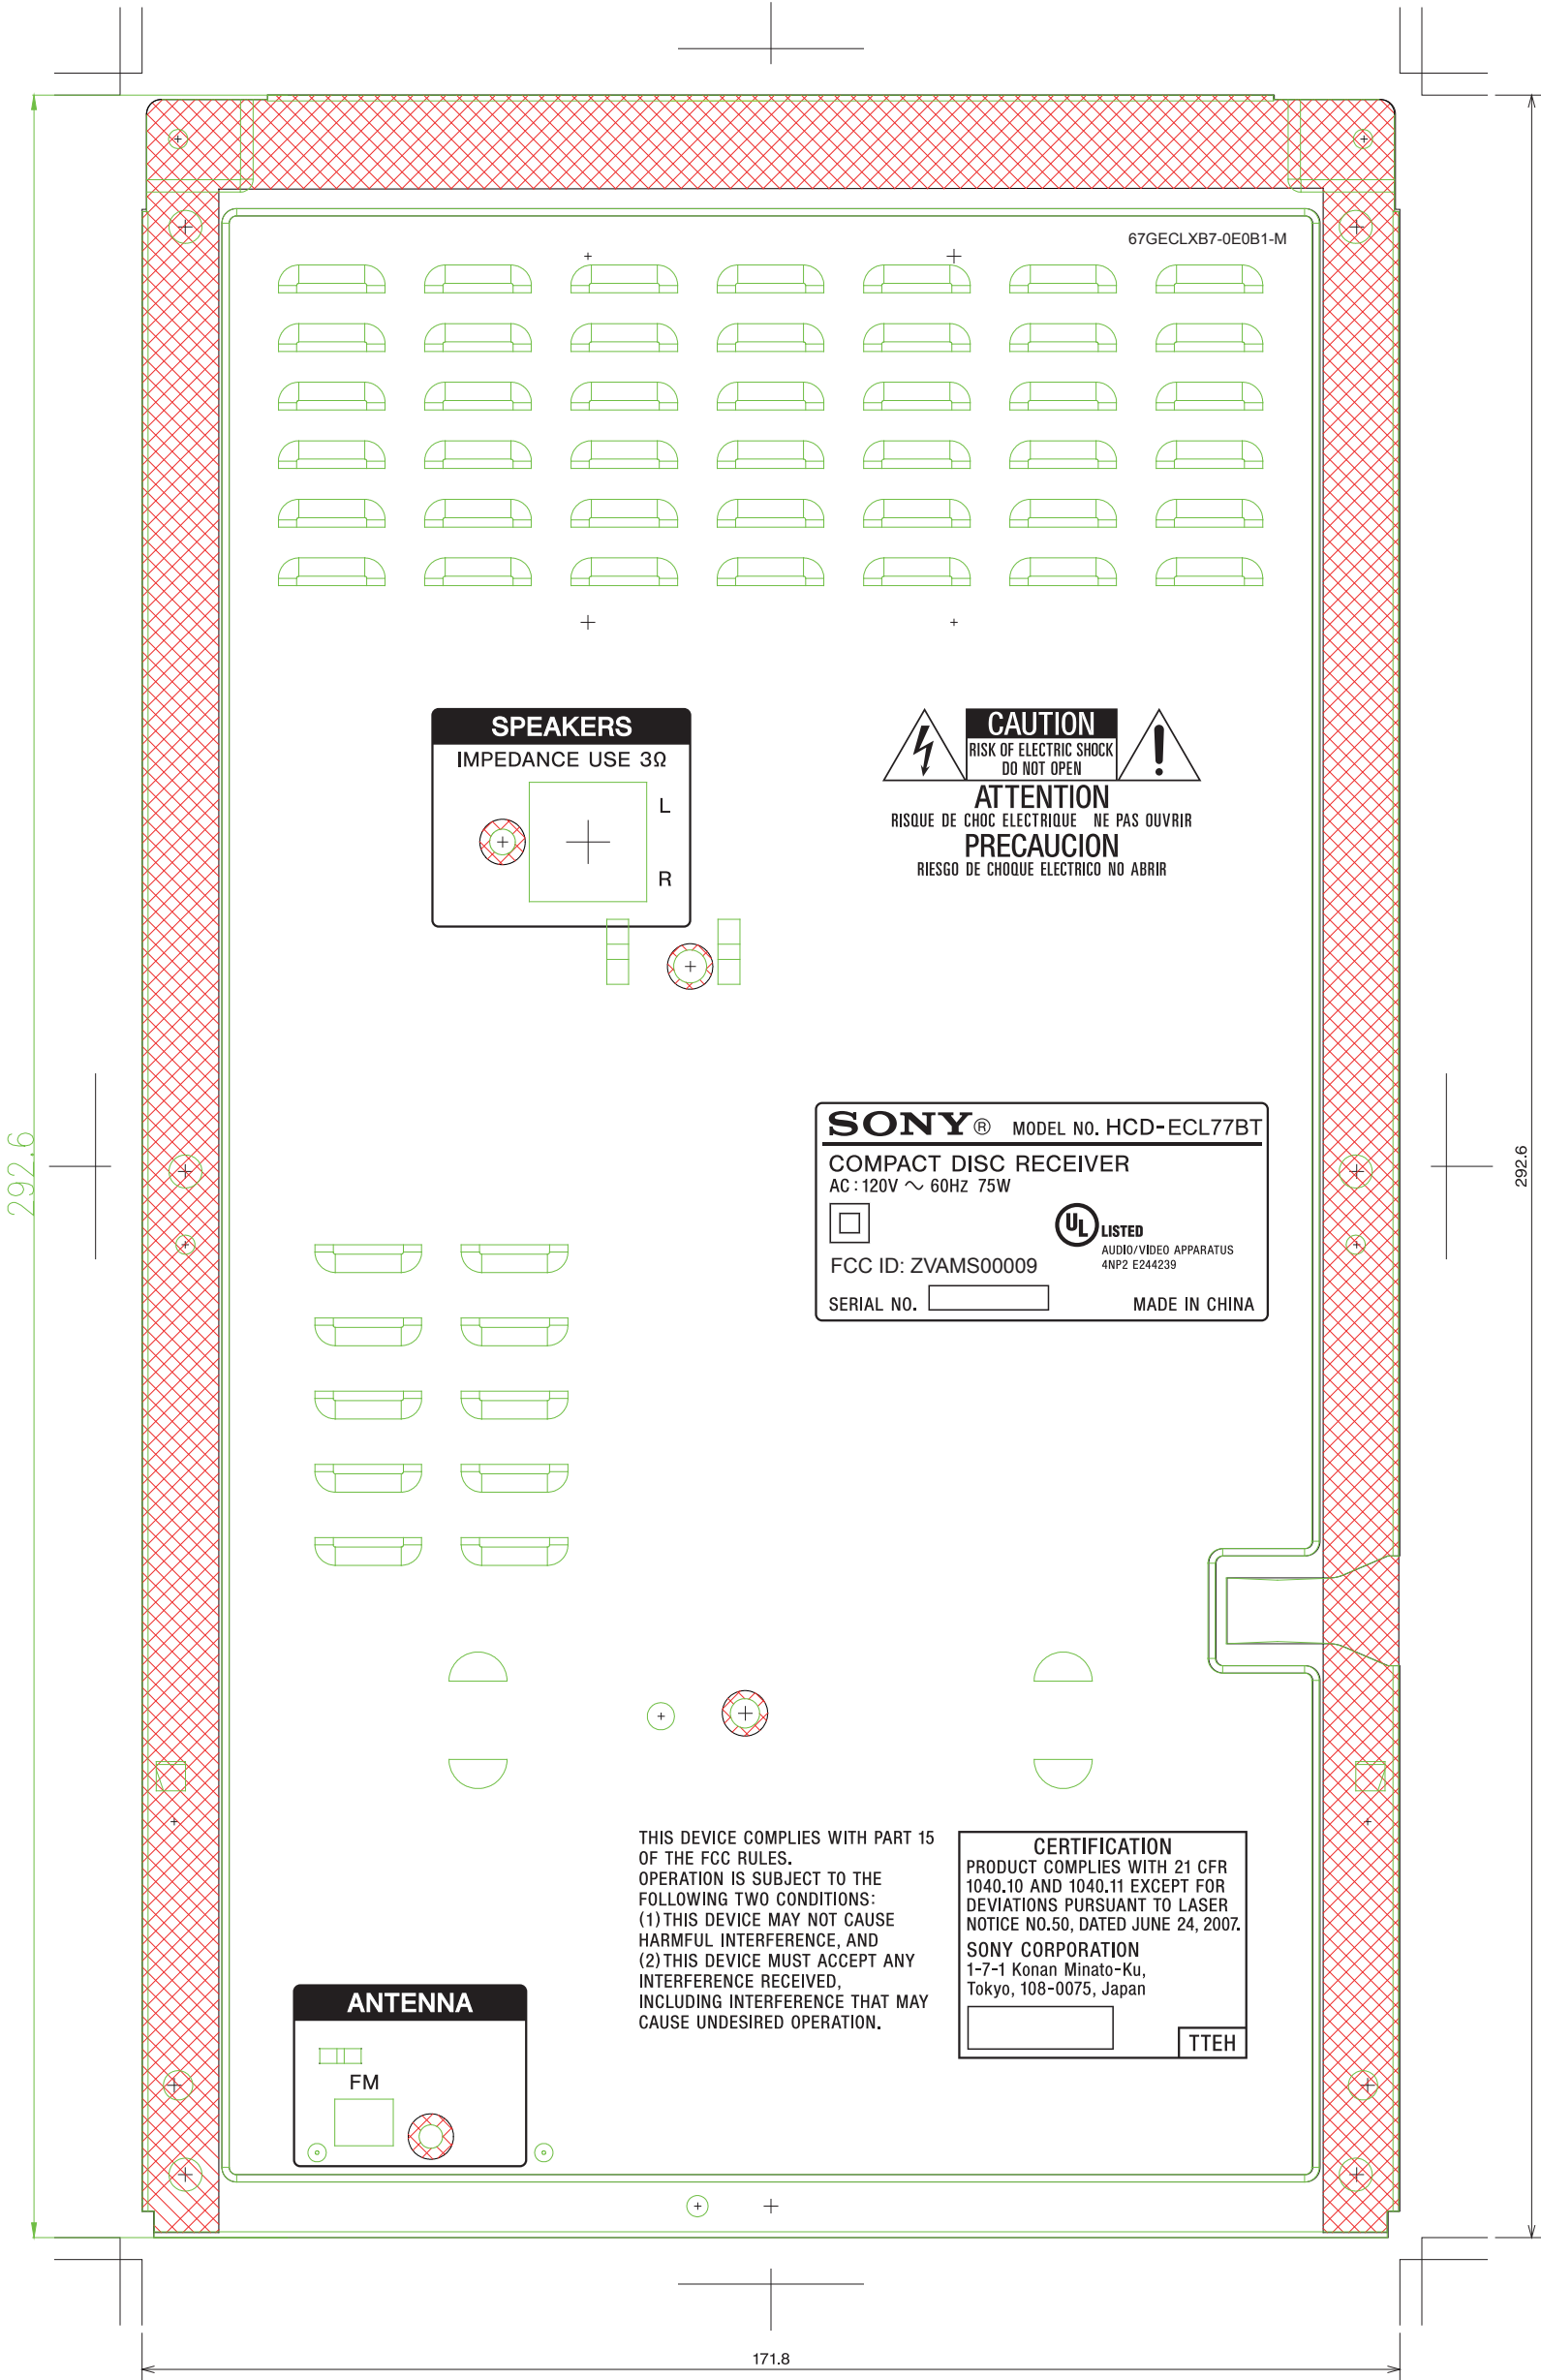 67GECLXB7-0E0B1-M
SPEAKERS
IMPEDANCE USE 3Ω
L
R
CAUTION
RISK OF ELECTRIC SHOCK
DO NOT OPEN
ATTENTION
RISQUE DE CHOC ELECTRIQUE NE PAS OUVRIR
PRECAUCION
RIESGO DE CHOQUE ELECTRICO NO ABRIR
292.6
SONY® MODEL NO. HCD-ECL77BT
COMPACT DISC RECEIVER
AC : 120V ～ 60Hz 75W
UL LISTED
AUDIO/VIDEO APPARATUS
4NP2 E244239
FCC ID: ZVAMS00009
SERIAL NO.
MADE IN CHINA
292.6
THIS DEVICE COMPLIES WITH PART 15
OF THE FCC RULES.
OPERATION IS SUBJECT TO THE
FOLLOWING TWO CONDITIONS:
(1) THIS DEVICE MAY NOT CAUSE
HARMFUL INTERFERENCE, AND
(2) THIS DEVICE MUST ACCEPT ANY
INTERFERENCE RECEIVED,
INCLUDING INTERFERENCE THAT MAY
CAUSE UNDESIRED OPERATION.
CERTIFICATION
PRODUCT COMPLIES WITH 21 CFR
1040.10 AND 1040.11 EXCEPT FOR
DEVIATIONS PURSUANT TO LASER
NOTICE NO.50, DATED JUNE 24, 2007.
SONY CORPORATION
1-7-1 Konan Minato-Ku,
Tokyo, 108-0075, Japan
TTEH
ANTENNA
FM
171.8